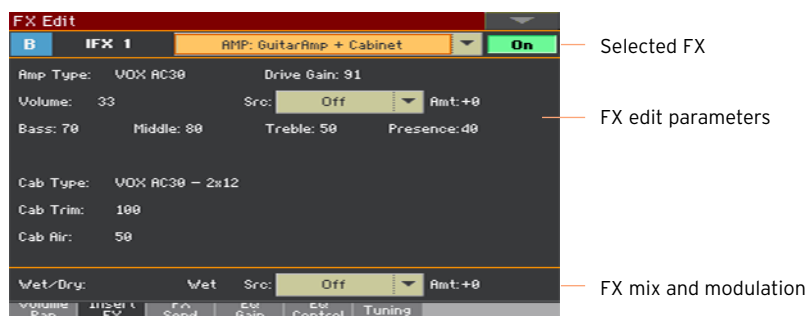 FX Edit
B IFX 1 AMP: GuitarAmp + Cabinet On
Selected FX
Amp Type: VOX AC30 Drive Gain: 91
Volume: 33 Src: Off Amt:+0
FX edit parameters
Bass: 70 Middle: 80 Treble: 50 Presence:40
Cab Type: VOX AC30 - 2x12
Cab Trim: 100
Cab Air: 50
Wet/Dry: Wet Src: Off Amt:+0
FX mix and modulation
Volume Insert FX EQ EQ Tuning
Pan FX Send Gain Control